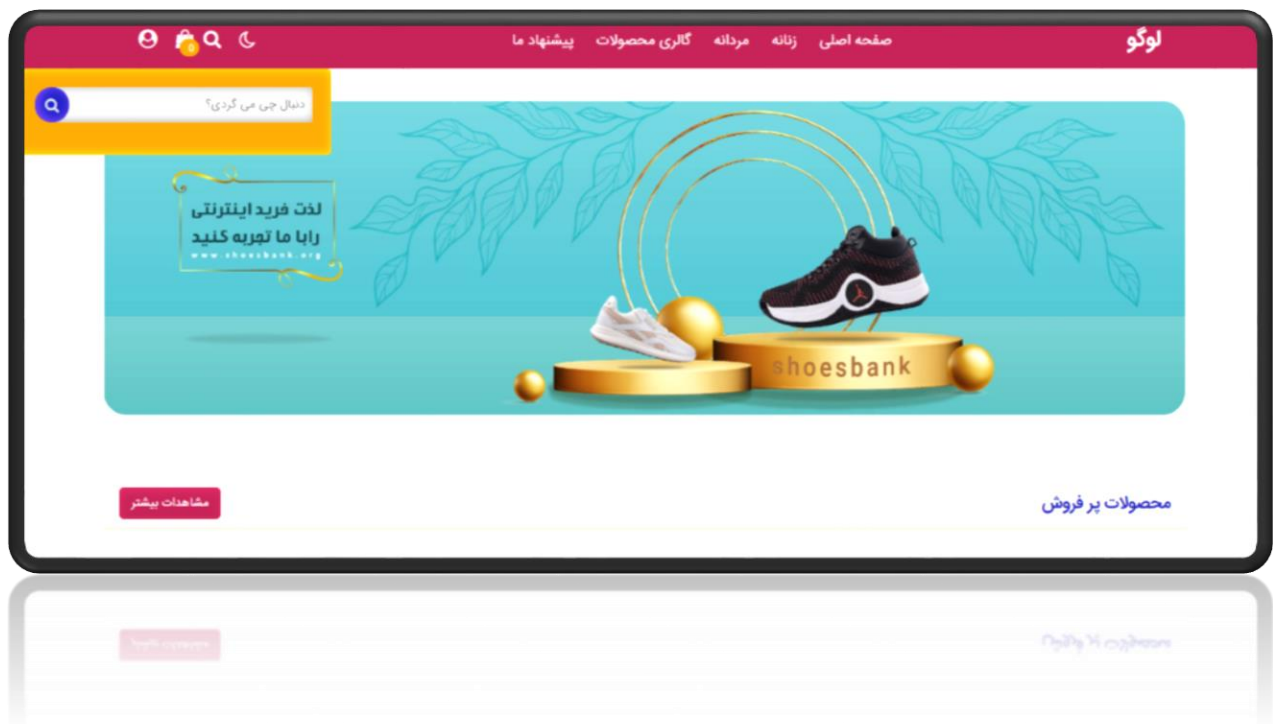 لوگو
صفحه اصلی
زنانه
مردانه
گالری محصولات
پیشنهاد ما
0
دنبال چی می گردی؟
لذت خرید اینترنتی
رابا ما تجربه کنید
www.shoesbank.org
shoesbank
محصولات پر فروش
مشاهدات بیشتر